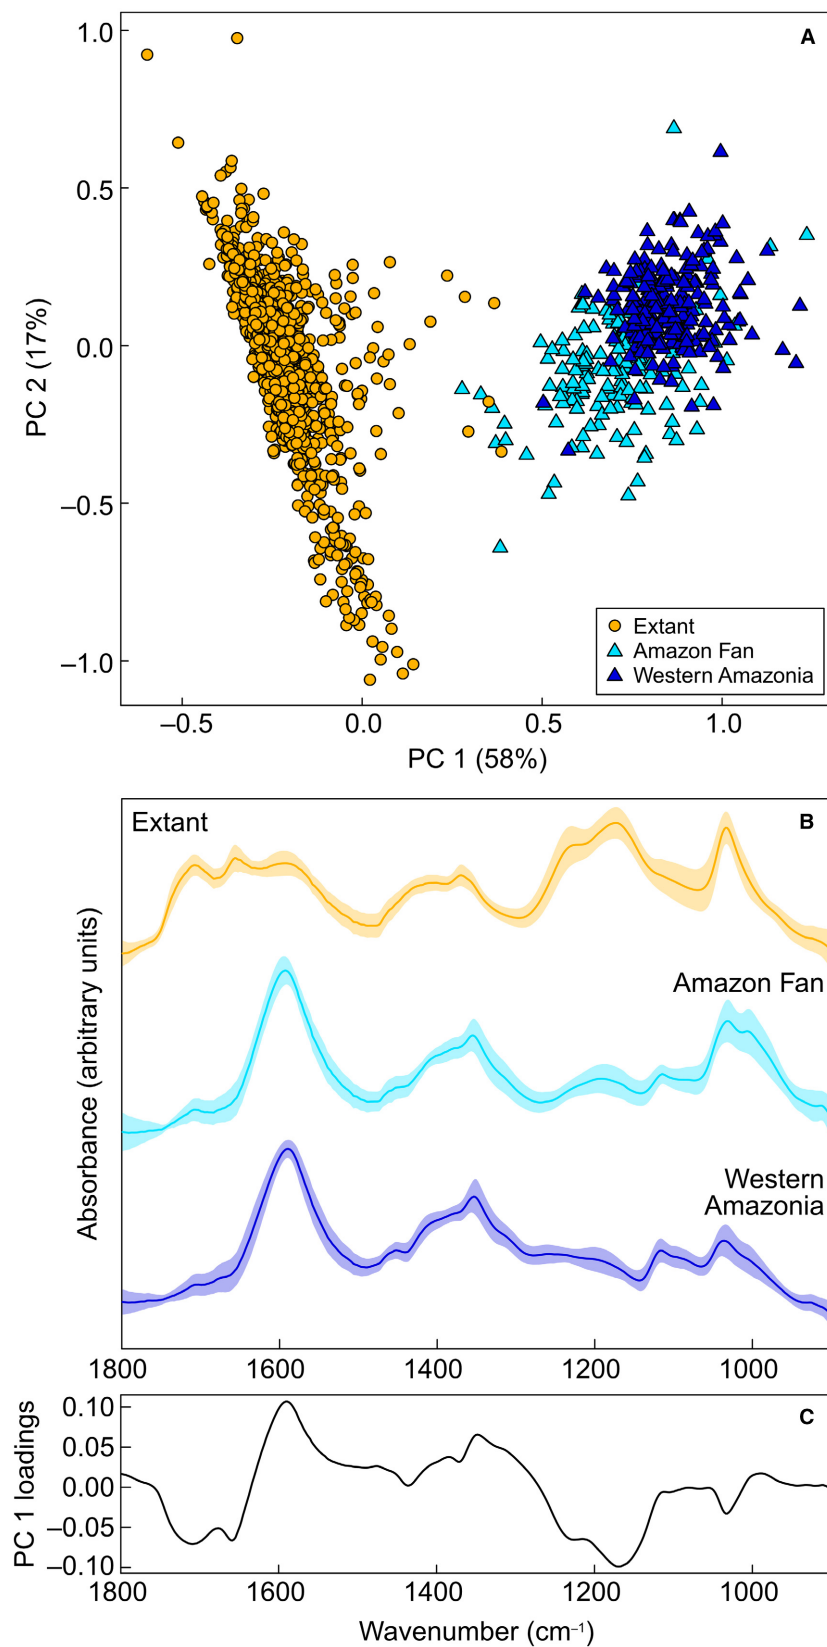 A
1.0
0.5
0.0
−0.5
−1.0
PC 2 (17%)
Extant
Amazon Fan
Western Amazonia
−0.5
0.0
0.5
1.0
PC 1 (58%)
B
Extant
Amazon Fan
Western
Amazonia
Absorbance (arbitrary units)
1800
1600
1400
1200
1000
C
0.10
0.05
0.00
−0.05
−0.10
PC 1 loadings
1800
1600
1400
1200
1000
Wavenumber (cm⁻¹)